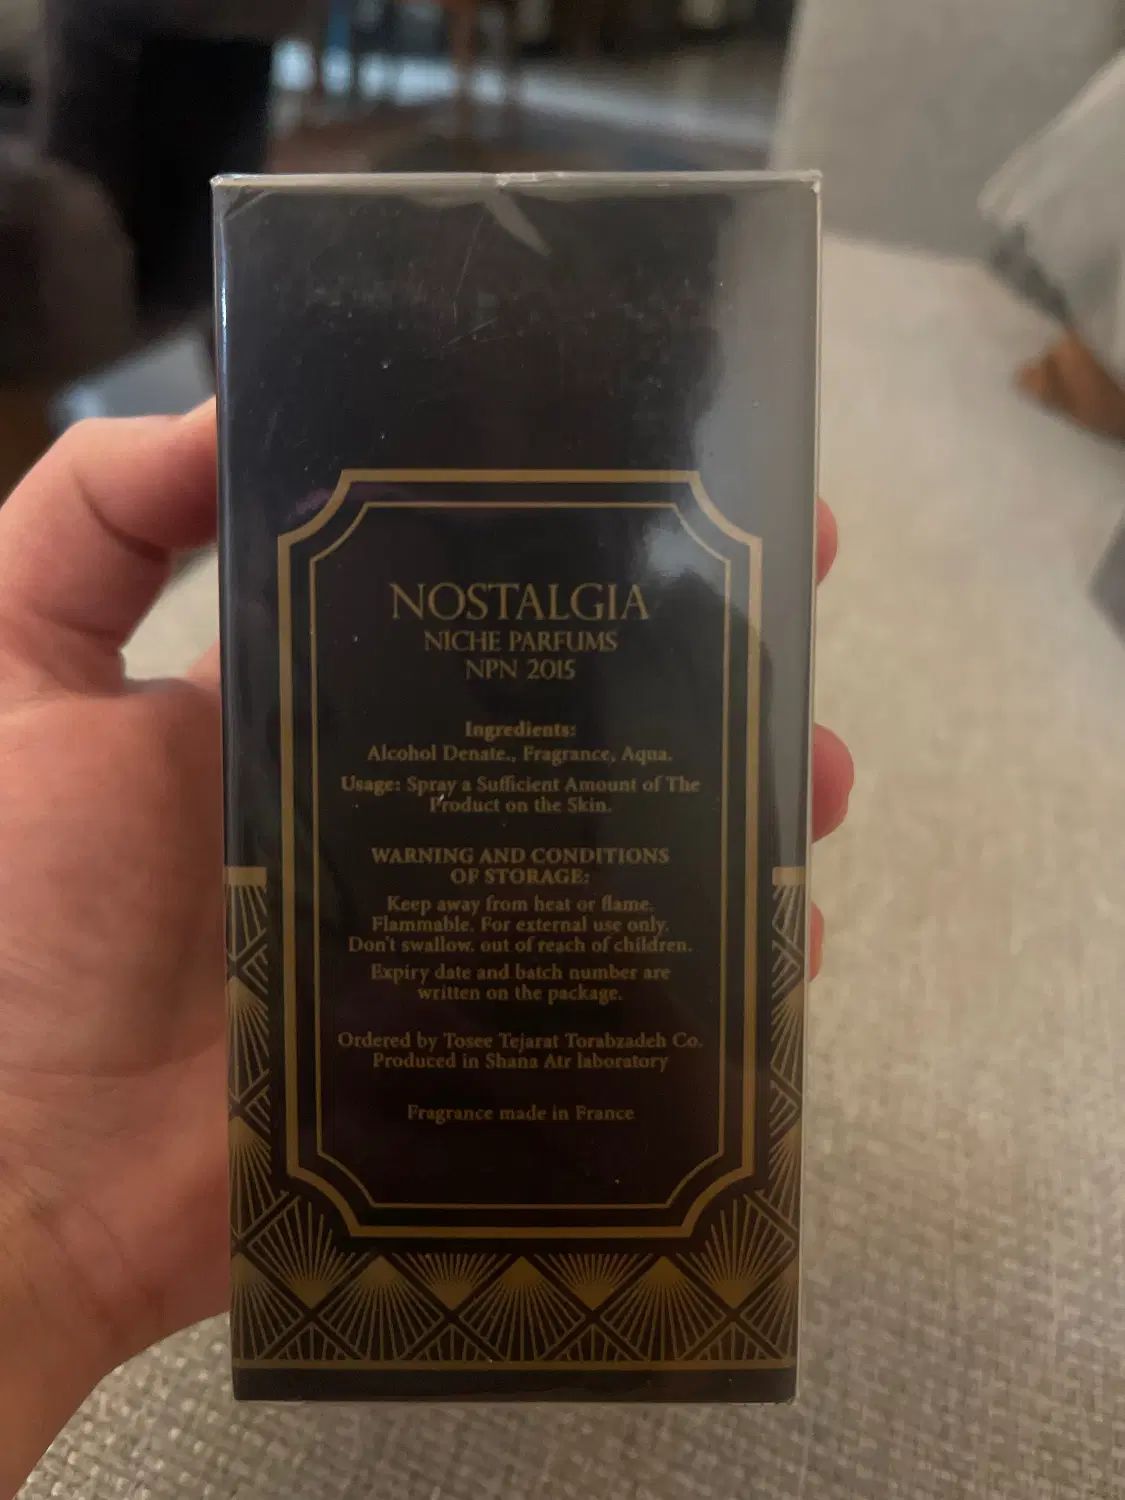 NOSTALGIA
NICHE PARFUMS
NPN 2015
Ingredients:
Alcohol Denate., Fragrance, Aqua.
Usage: Spray a Sufficient Amount of The
Product on the Skin.
WARNING AND CONDITIONS
OF STORAGE:
Keep away from heat or flame.
Flammable. For external use only.
Don't swallow. out of reach of children.
Expiry date and batch number are
written on the package.
Ordered by Tosee Tejarat Torabzadeh Co.
Produced in Shana Atr laboratory
Fragrance made in France